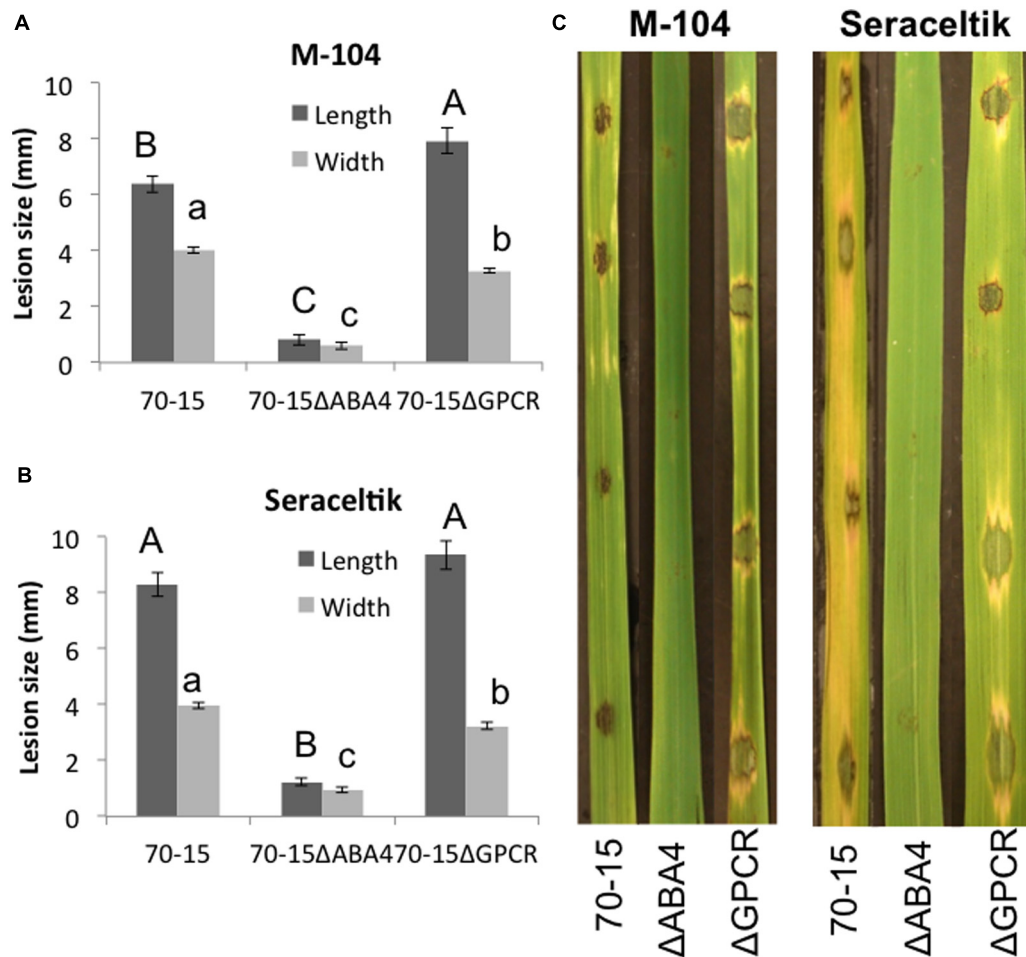 A
M-104
Lesion size (mm)
10
8
6
4
2
0
Length
Width
B
a
C
c
A
b
70-15
70-15ΔABA4
70-15ΔGPCR
B
Seraceltik
Lesion size (mm)
10
8
6
4
2
0
Length
Width
A
a
B
c
A
b
70-15
70-15ΔABA4
70-15ΔGPCR
C
M-104
Seraceltik
70-15
ΔABA4
ΔGPCR
70-15
ΔABA4
ΔGPCR